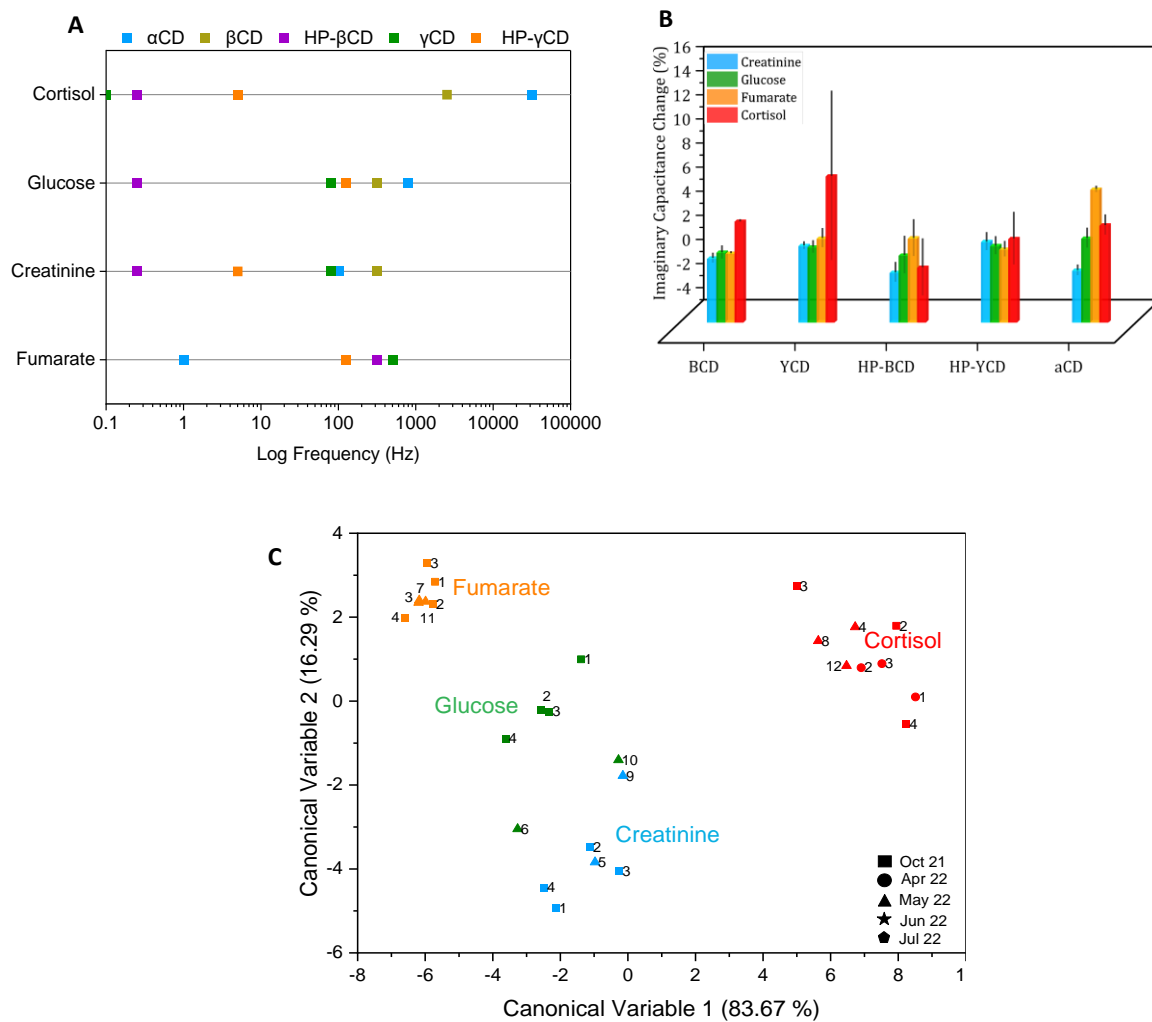 A
αCD βCD HP-βCD γCD HP-γCD
Cortisol
Glucose
Creatinine
Fumarate
0.1 1 10 100 1000 10000 100000
Log Frequency (Hz)
B
Imaginary Capacitance Change (%)
16
14
12
10
8
6
4
2
0
-2
-4
Creatinine
Glucose
Fumarate
Cortisol
BCD YCD HP-BCD HP-YCD aCD
C
Canonical Variable 2 (16.29 %)
4
2
0
-2
-4
-6
3
1
7
3
2
4
11
Fumarate
1
2
3
4
Glucose
10
9
6
Creatinine
2
5
3
4
1
3
4
2
8
Cortisol
12
2
3
1
4
Oct 21
Apr 22
May 22
Jun 22
Jul 22
-8 -6 -4 -2 0 2 4 6 8 1
Canonical Variable 1 (83.67 %)